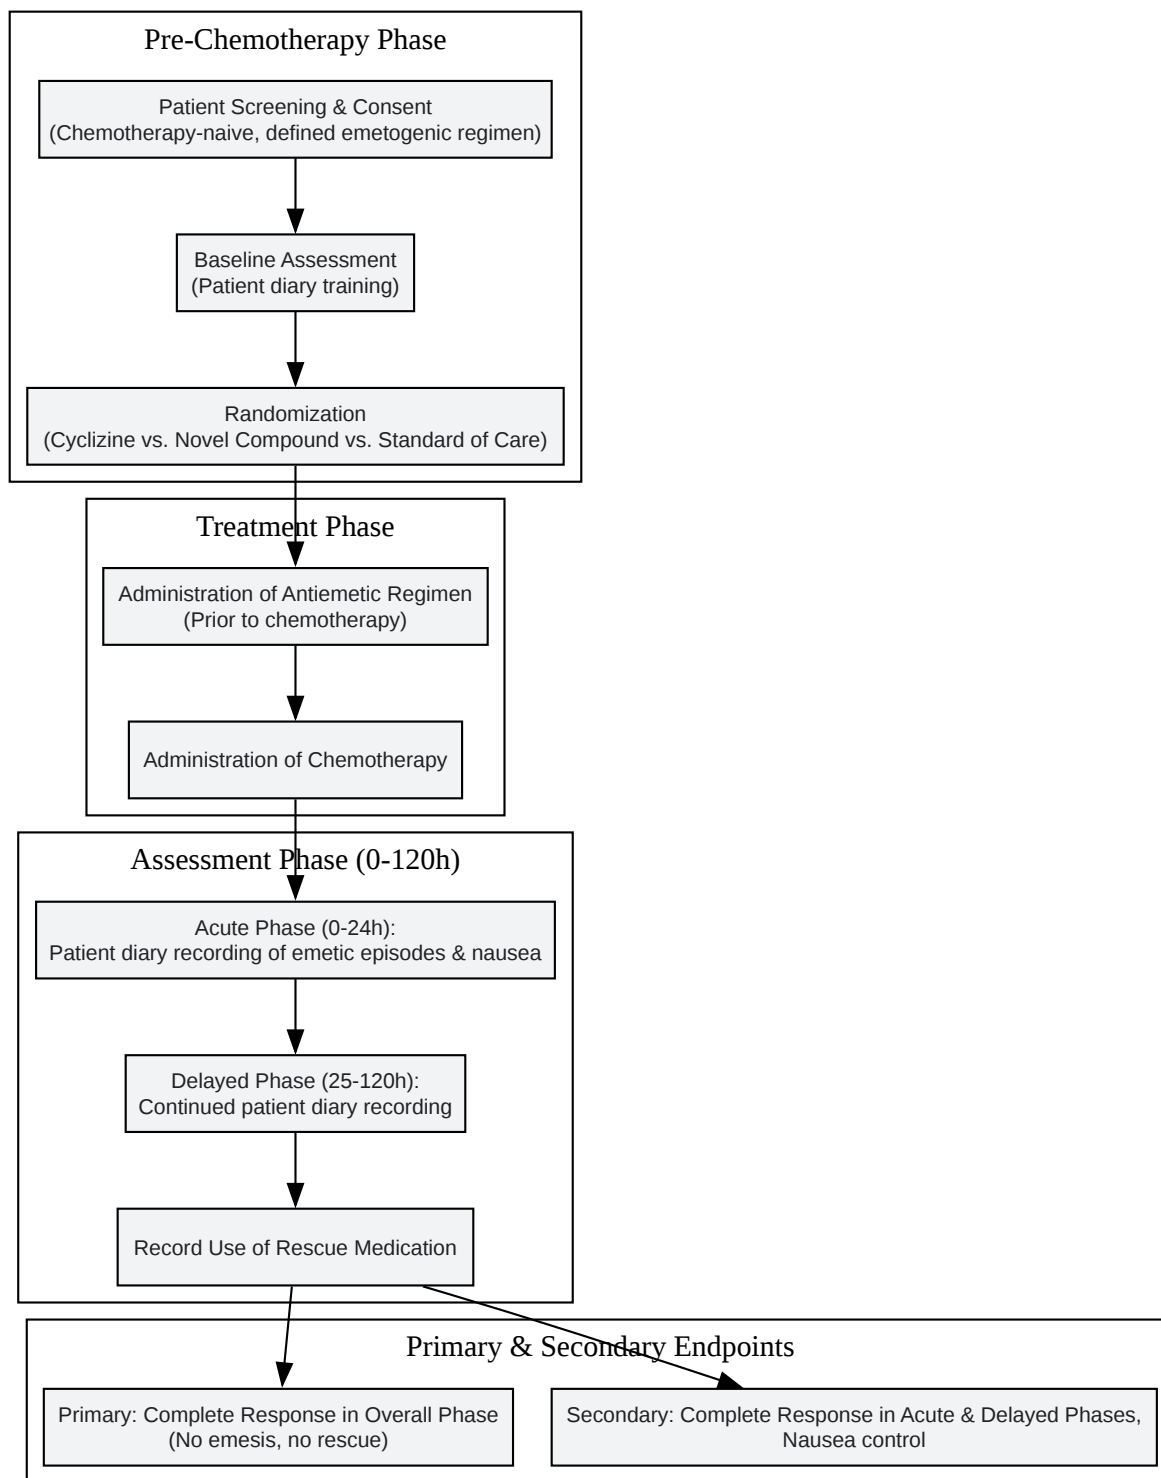 Pre-Chemotherapy Phase
Patient Screening & Consent
(Chemotherapy-naive, defined emetogenic regimen)
Baseline Assessment
(Patient diary training)
Randomization
(Cyclizine vs. Novel Compound vs. Standard of Care)
Treatment Phase
Administration of Antiemetic Regimen
(Prior to chemotherapy)
Administration of Chemotherapy
Assessment Phase (0-120h)
Acute Phase (0-24h):
Patient diary recording of emetic episodes & nausea
Delayed Phase (25-120h):
Continued patient diary recording
Record Use of Rescue Medication
Primary & Secondary Endpoints
Primary: Complete Response in Overall Phase
(No emesis, no rescue)
Secondary: Complete Response in Acute & Delayed Phases,
Nausea control